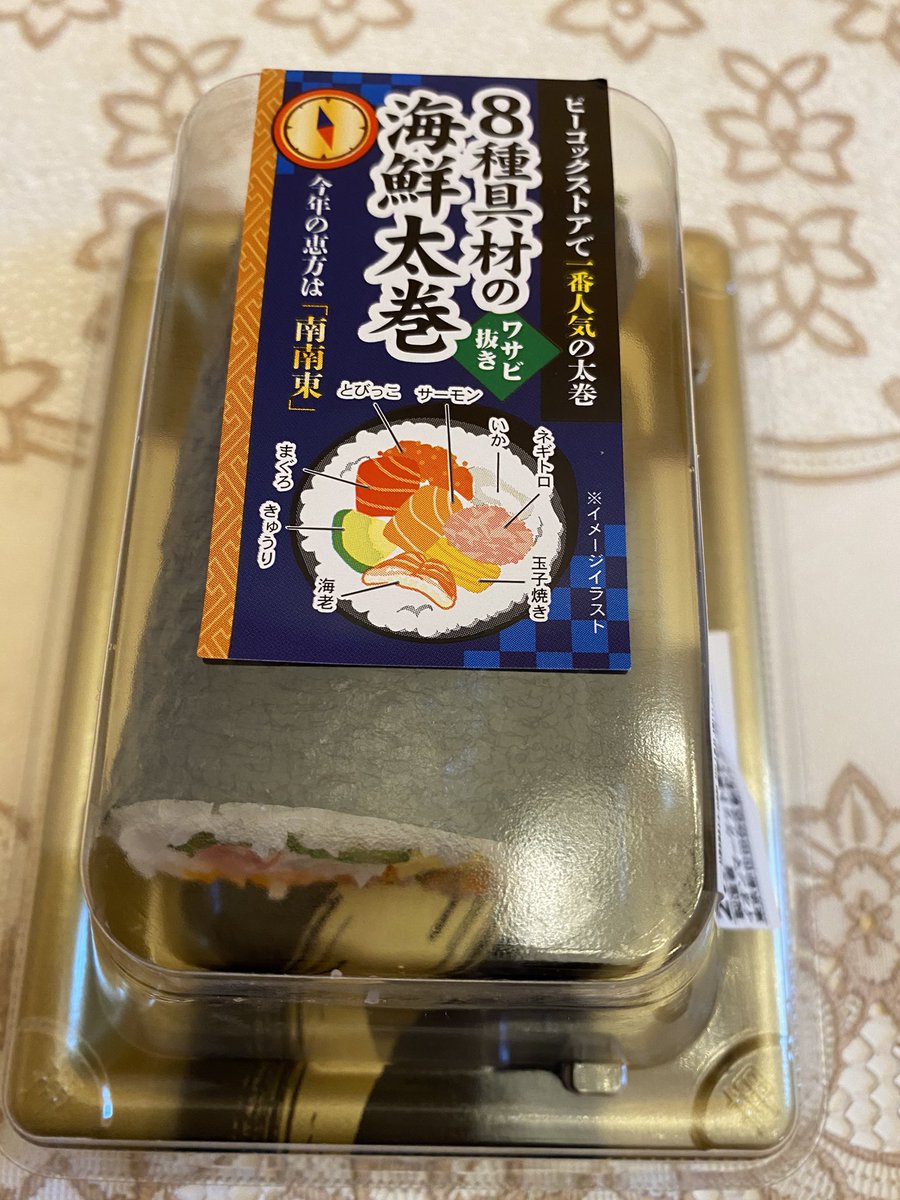 ピーコックストアで一番人気の太巻
8種具材の
海鮮太巻
ワサビ
抜き
今年の恵方は「南南東」
とびっこ
サーモン
いか
ネギトロ
まぐろ
きゅうり
海老
玉子焼き
※イメージイラスト